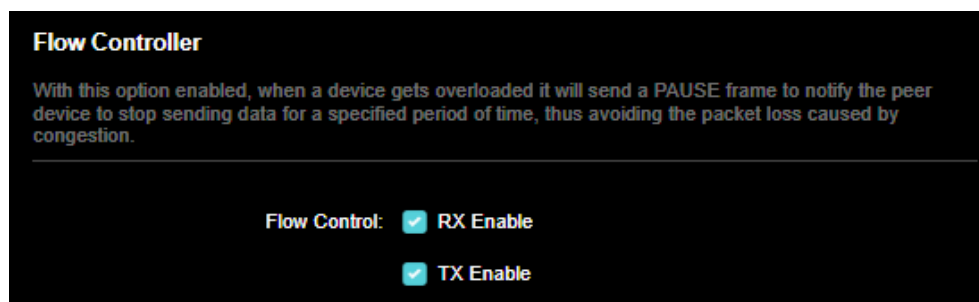 Flow Controller
With this option enabled, when a device gets overloaded it will send a PAUSE frame to notify the peer
device to stop sending data for a specified period of time, thus avoiding the packet loss caused by
congestion.
Flow Control: RX Enable
TX Enable